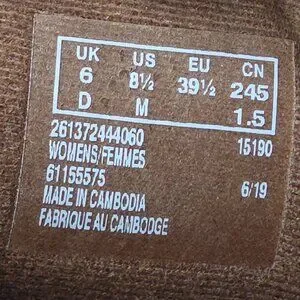 UK US EU CN
6 8½ 39½ 245
D M 1.5
261372444060 15190
WOMENS/FEMMES
61155575 6/19
MADE IN CAMBODIA
FABRIQUE AU CAMBODGE